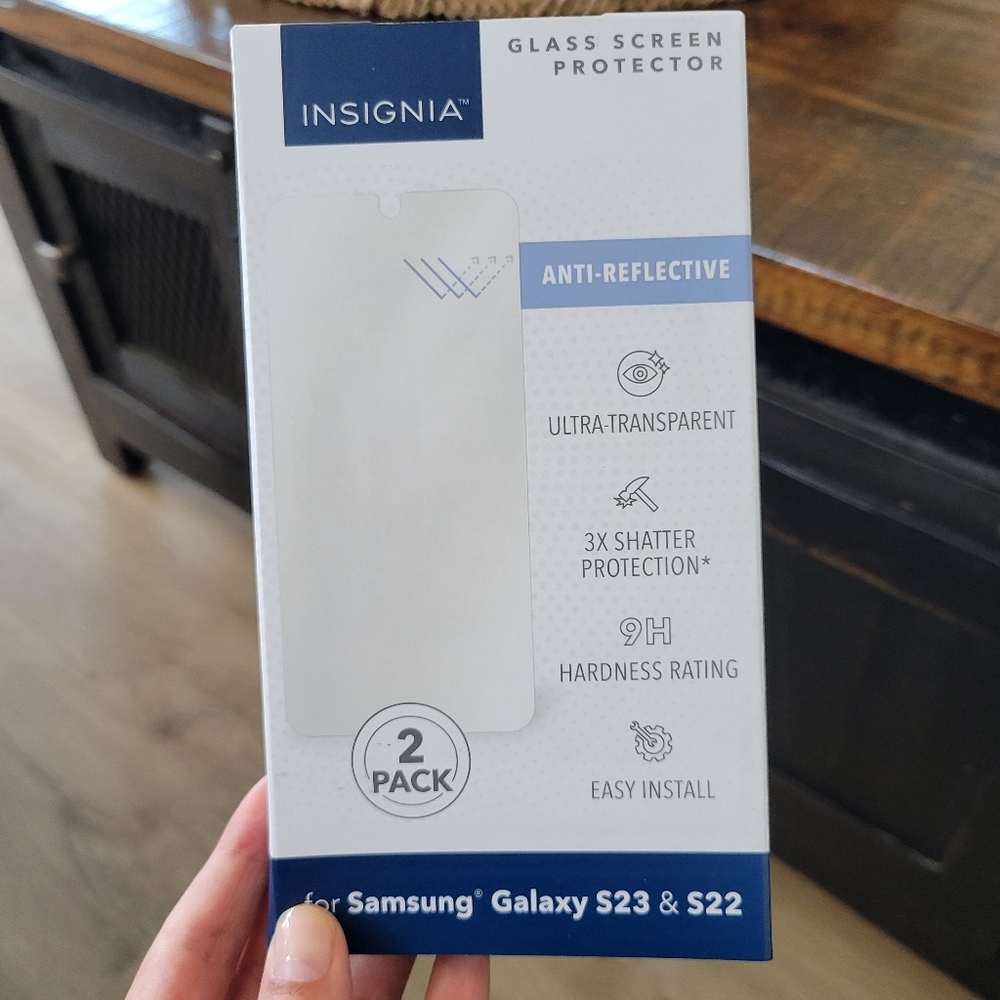 INSIGNIA™
GLASS SCREEN
PROTECTOR
ANTI-REFLECTIVE
ULTRA-TRANSPARENT
3X SHATTER
PROTECTION*
9H
HARDNESS RATING
EASY INSTALL
2
PACK
for Samsung® Galaxy S23 & S22